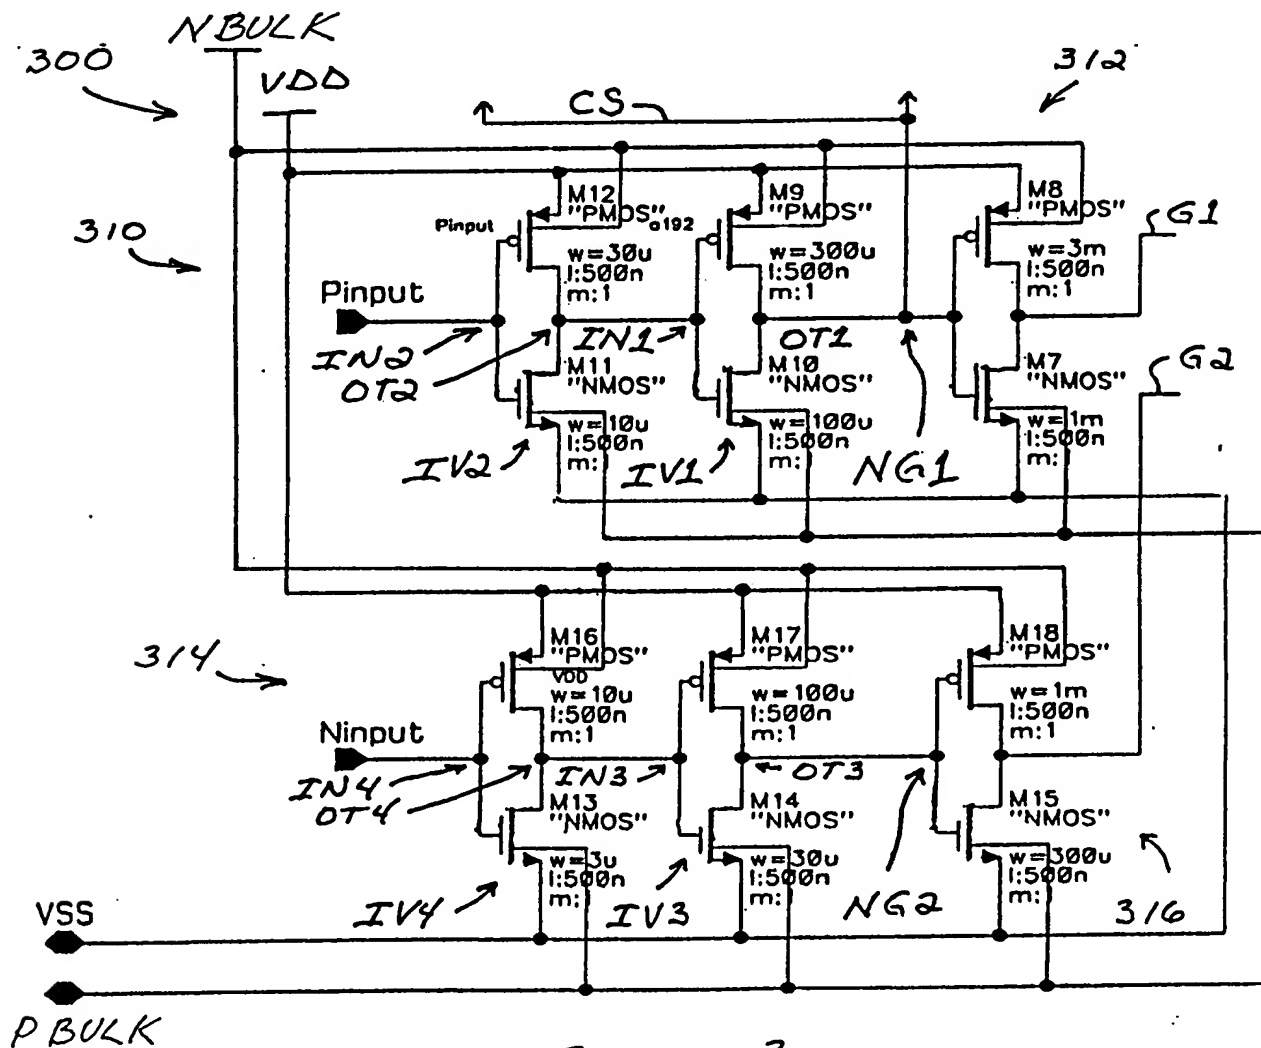 NBULK
300
VDD
312
CS
M12
"PMOS"
a192
Pinput
w=30u
l:500n
m:1
M9
"PMOS"
w=300u
l:500n
m:1
M8
"PMOS"
w=3m
l:500n
m:1
G1
310
Pinput
IN2
OT2
IN1
OT1
G2
M11
"NMOS"
w=10u
l:500n
m:
M10
"NMOS"
w=100u
l:500n
m:
M7
"NMOS"
w=1m
l:500n
m:
IV2
IV1
NG1
314
M16
"PMOS"
VDD
w=10u
l:500n
m:1
M17
"PMOS"
w=100u
l:500n
m:1
M18
"PMOS"
w=1m
l:500n
m:1
Ninput
IN4
OT4
IN3
OT3
M13
"NMOS"
w=3u
l:500n
m:
M14
"NMOS"
w=30u
l:500n
m:
M15
"NMOS"
w=300u
l:500n
m:
IV4
IV3
NG2
316
VSS
PBULK